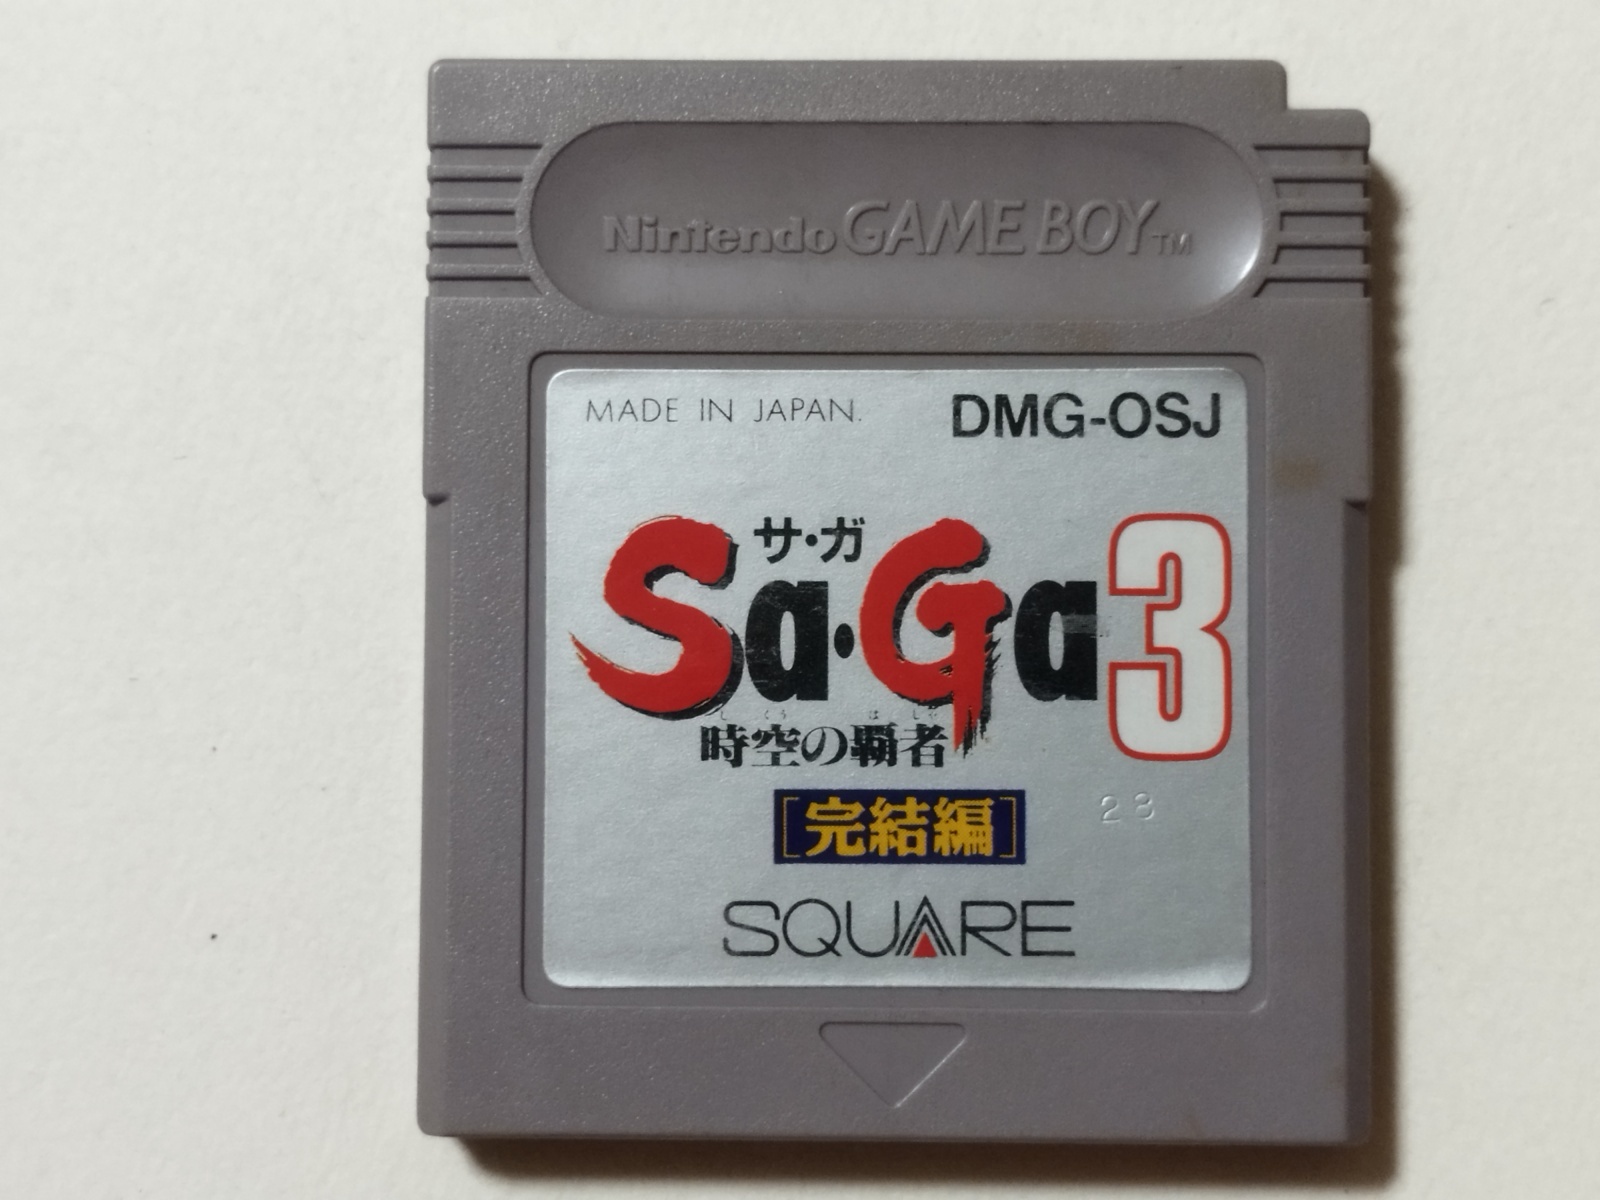 Nintendo GAME BOY TM
MADE IN JAPAN. DMG-OSJ
サ・ガ
Sa・Ga3
じくう はしゃ
時空の覇者
[完結編]
23
SQUARE